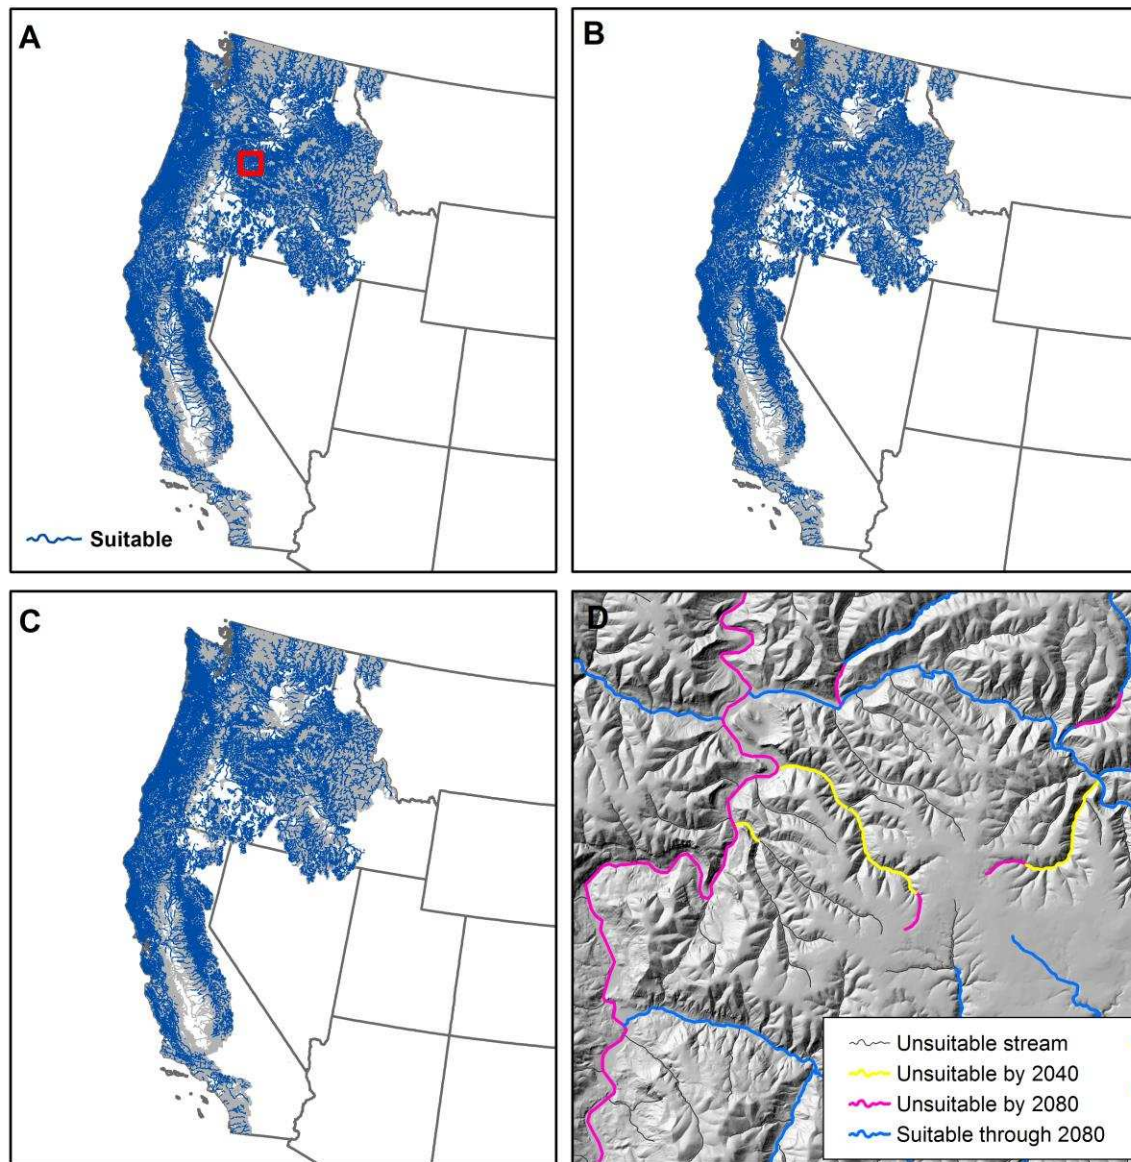 A
B
Suitable
C
D
Unsuitable stream
Unsuitable by 2040
Unsuitable by 2080
Suitable through 2080